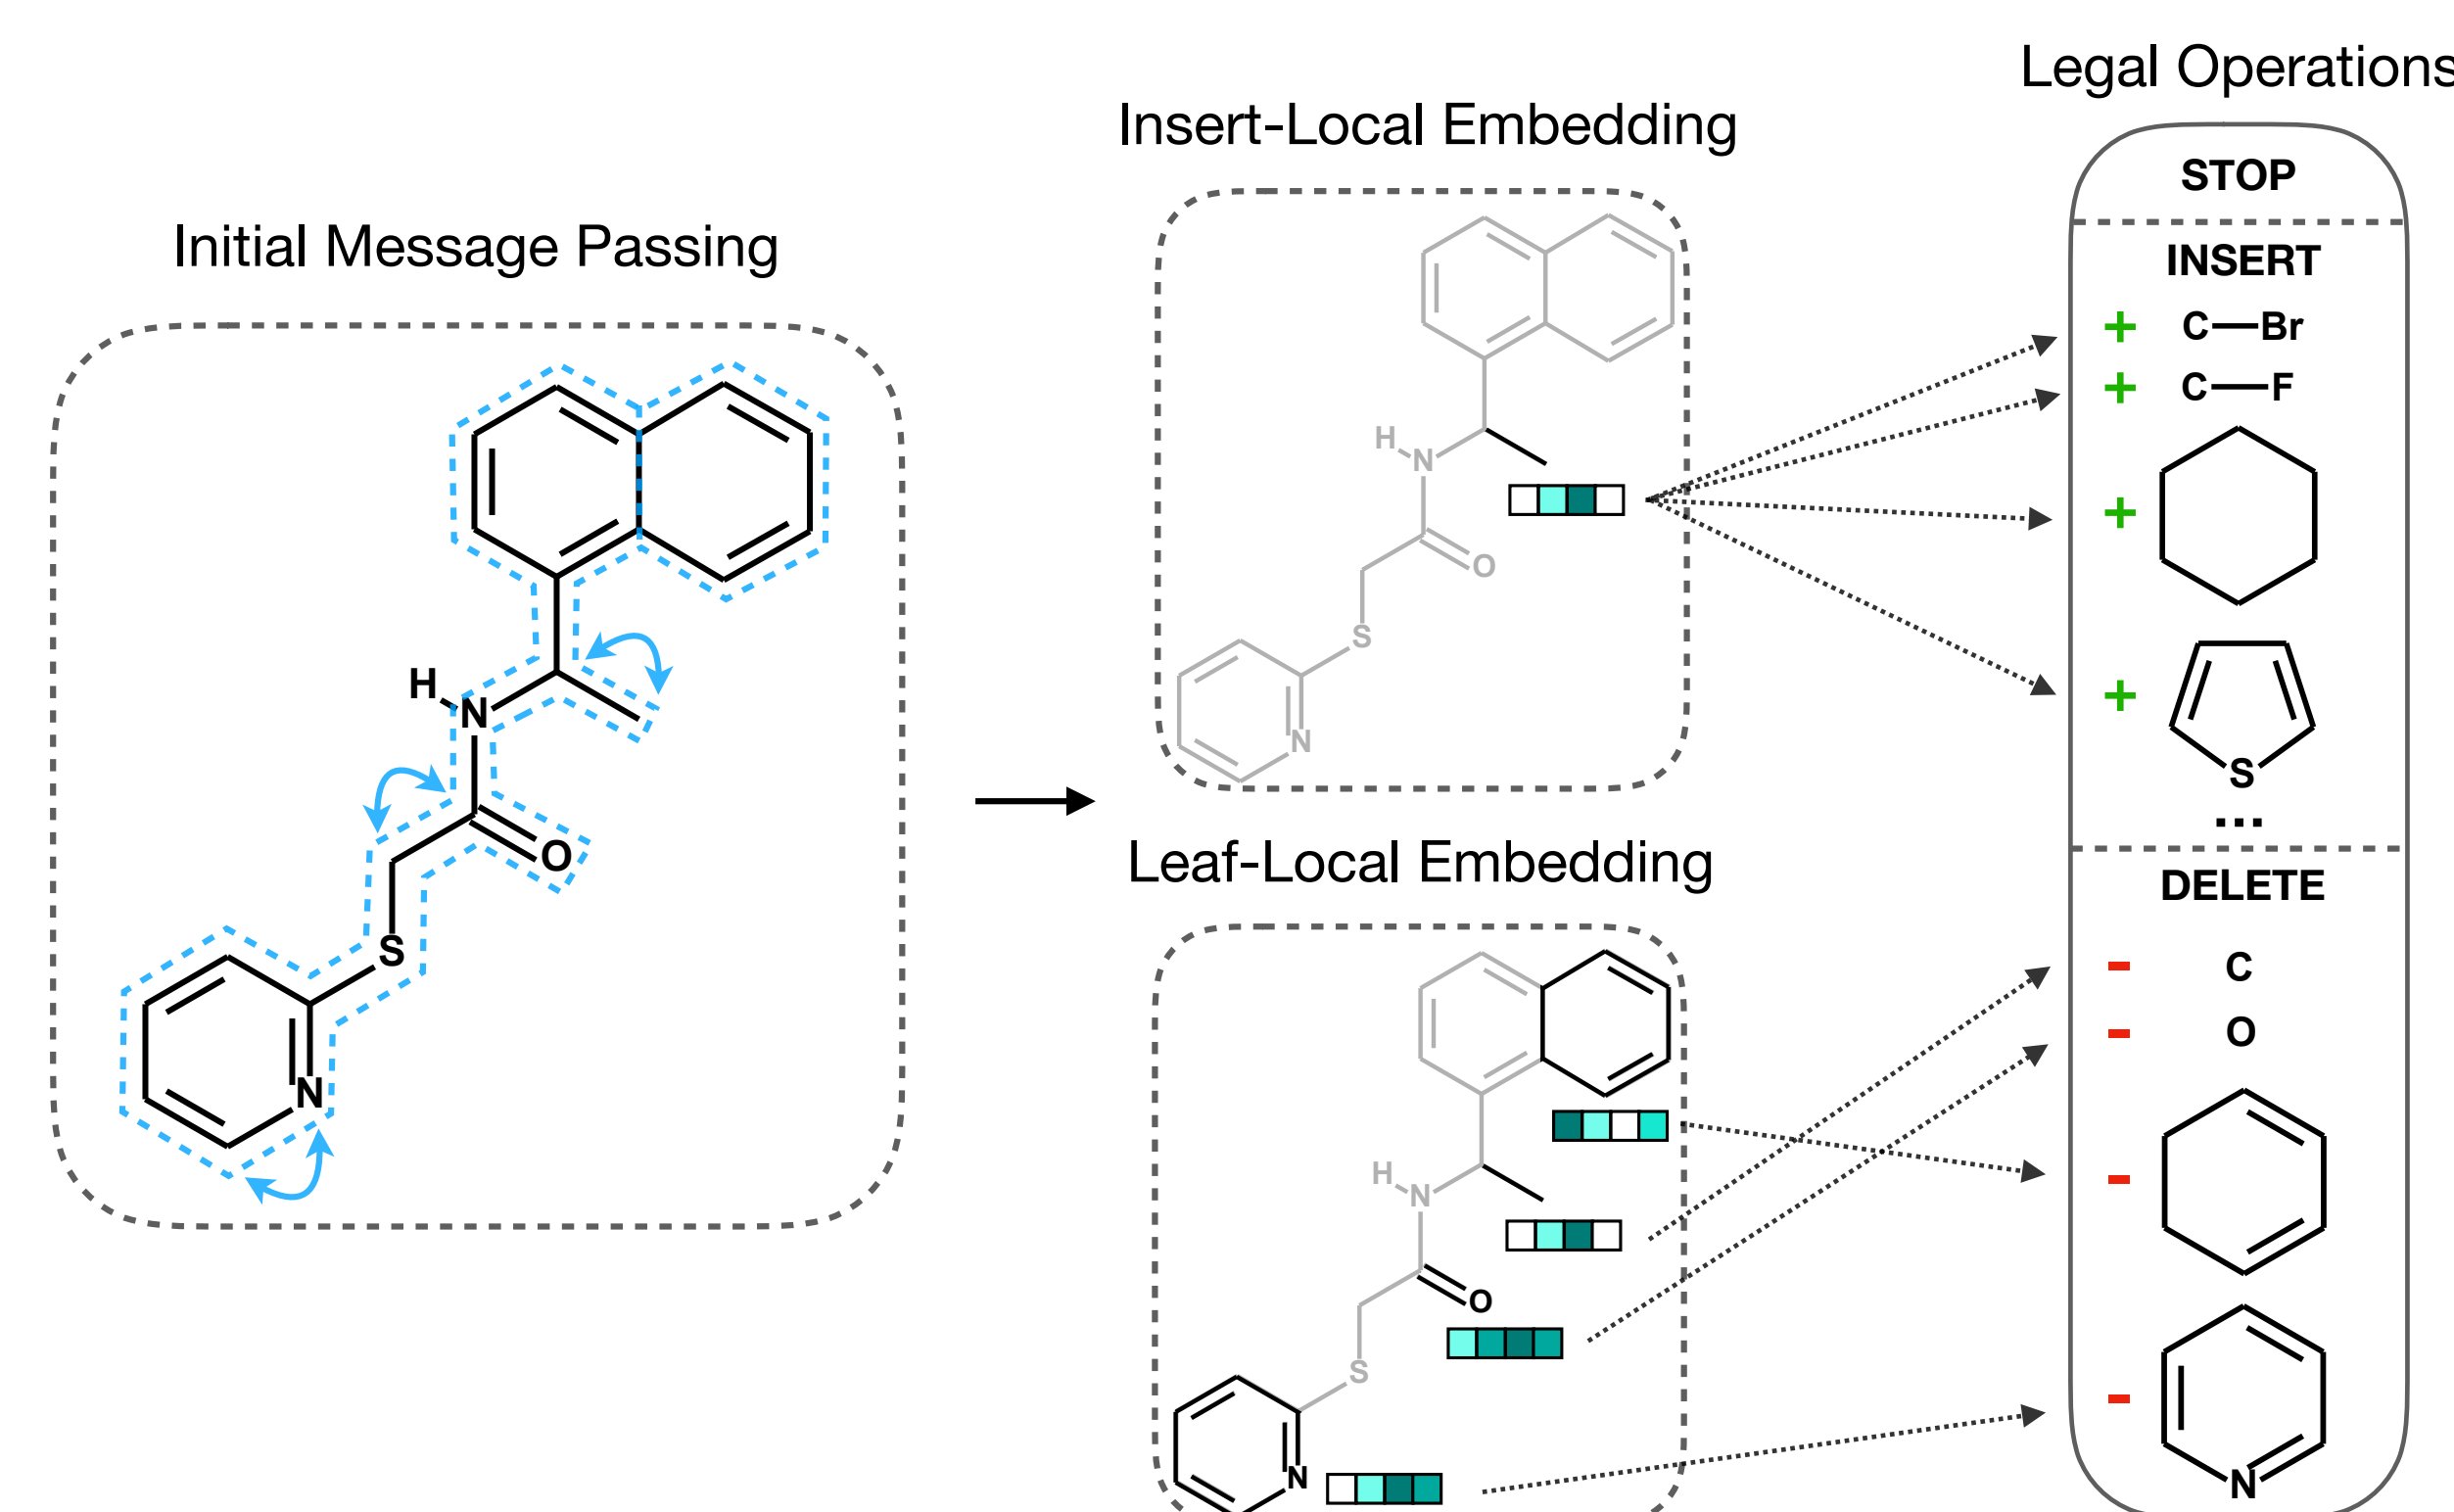 Initial Message Passing
H
N
O
S
N
Insert-Local Embedding
H
N
O
S
N
Leaf-Local Embedding
H
N
O
S
N
Legal Operations
STOP
INSERT
+ C Br
+ C F
+
+
S
...
DELETE
- C
- O
-
-
N